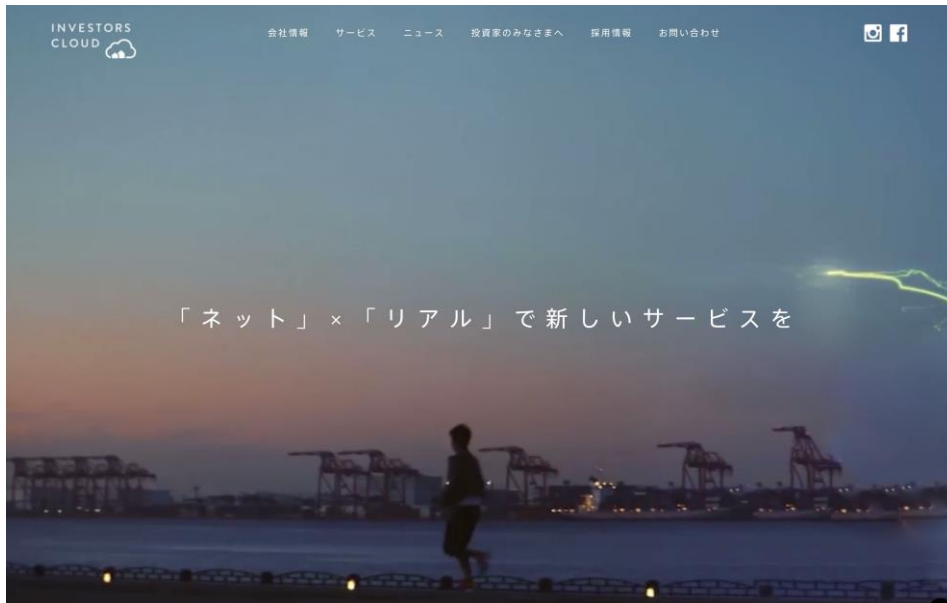 INVESTORS
CLOUD
会社情報 サービス ニュース 投資家のみなさまへ 採用情報 お問い合わせ
「ネット」×「リアル」で新しいサービスを